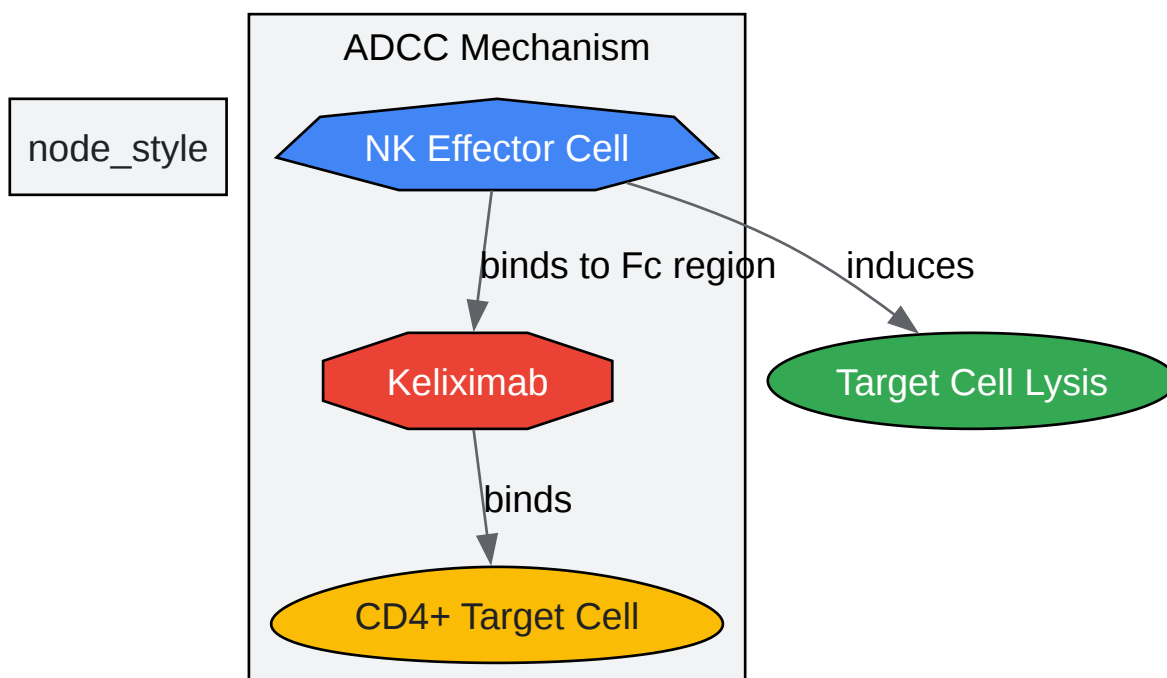 ADCC Mechanism
node_style
NK Effector Cell
binds to Fc region
induces
Keliximab
Target Cell Lysis
binds
CD4+ Target Cell